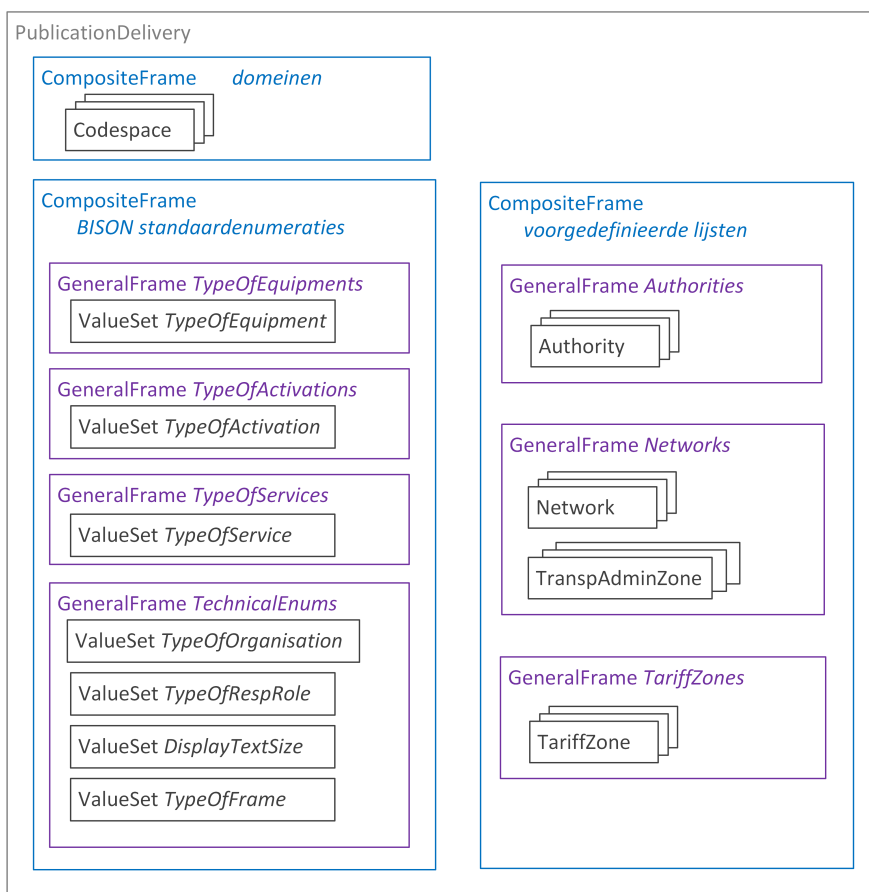 PublicationDelivery
CompositeFrame domeinen
Codespace
CompositeFrame
BISON standaardenumeraties
GeneralFrame TypeOfEquipments
ValueSet TypeOfEquipment
GeneralFrame TypeOfActivations
ValueSet TypeOfActivation
GeneralFrame TypeOfServices
ValueSet TypeOfService
GeneralFrame TechnicalEnums
ValueSet TypeOfOrganisation
ValueSet TypeOfRespRole
ValueSet DisplayTextSize
ValueSet TypeOfFrame
CompositeFrame
voorgedefinieerde lijsten
GeneralFrame Authorities
Authority
GeneralFrame Networks
Network
TranspAdminZone
GeneralFrame TariffZones
TariffZone